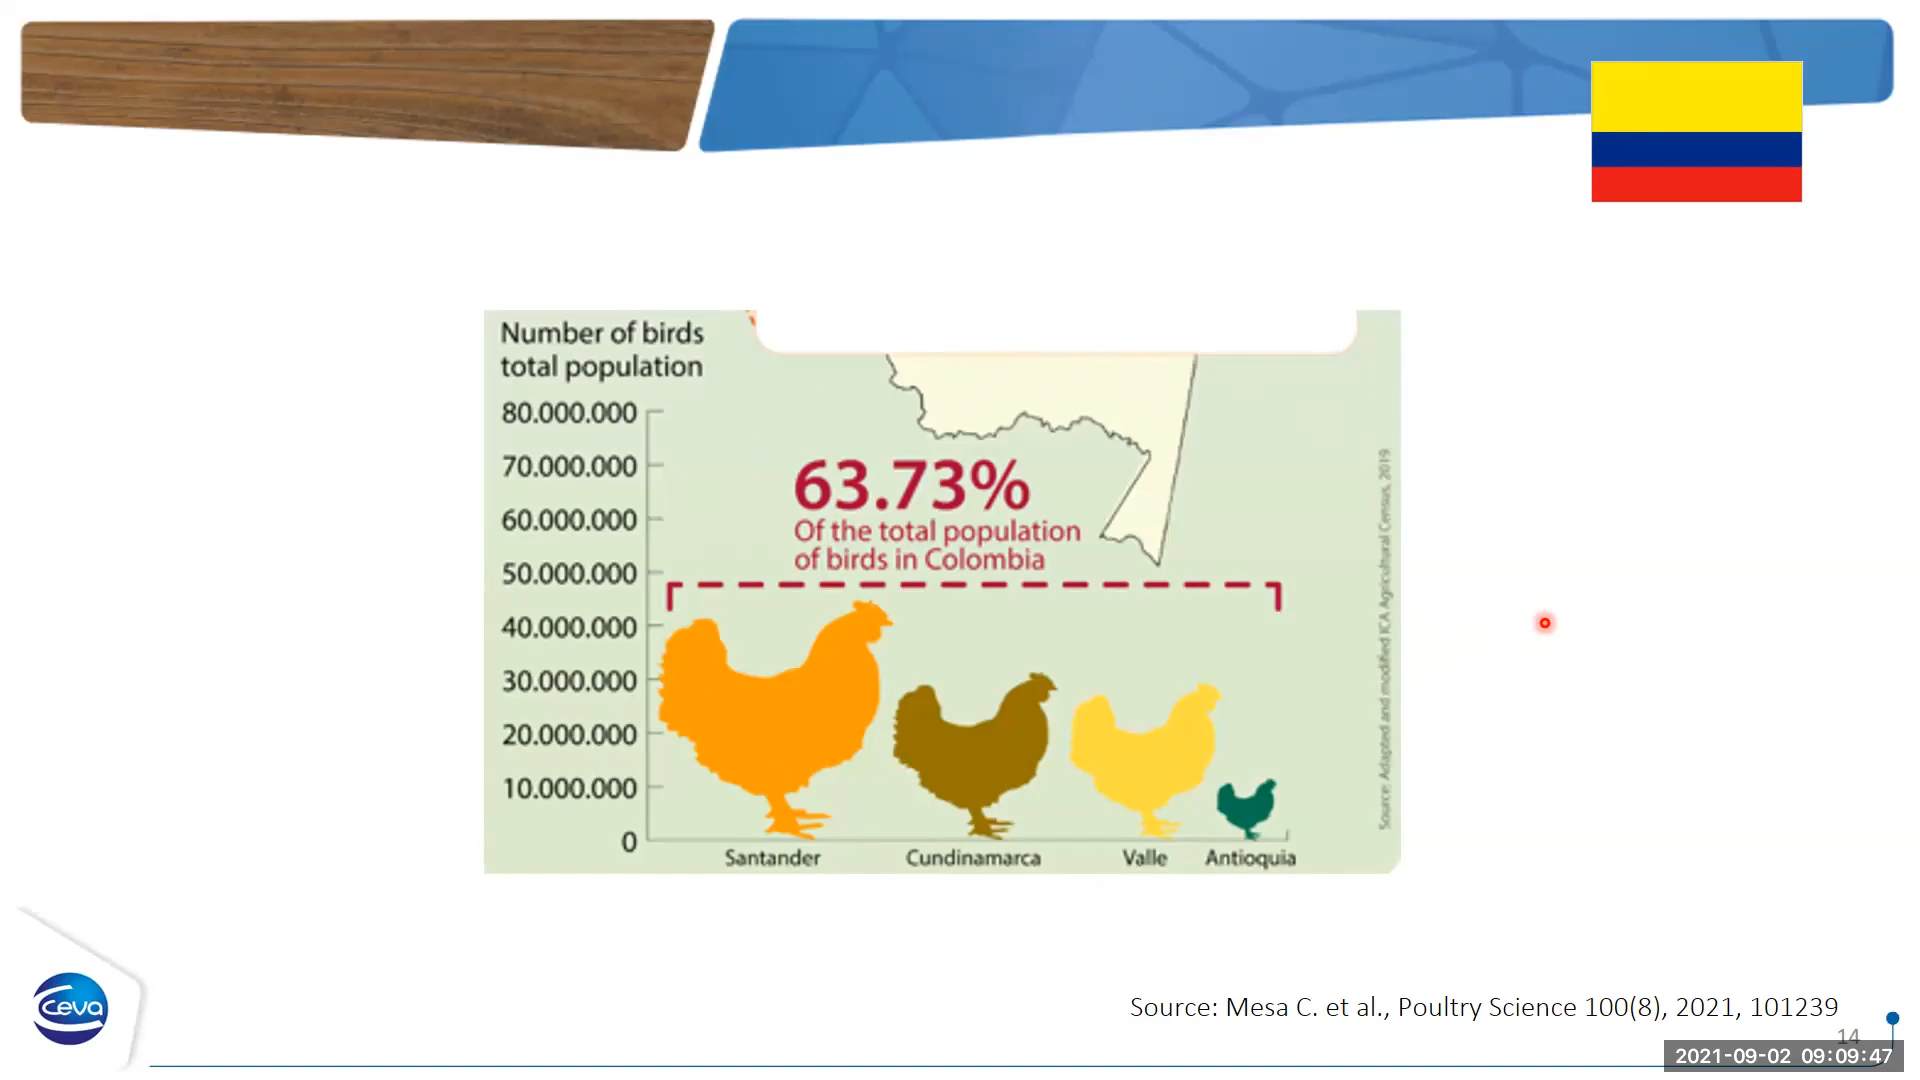 Number of birds
total population
80.000.000
70.000.000
60.000.000
50.000.000
40.000.000
30.000.000
20.000.000
10.000.000
0
63.73%
Of the total population
of birds in Colombia
Santander
Cundinamarca
Valle
Antioquia
Source: Adapted and modified ICA Agricultural Census, 2019
Ceva
Source: Mesa C. et al., Poultry Science 100(8), 2021, 101239
14
2021-09-02 09:09:47